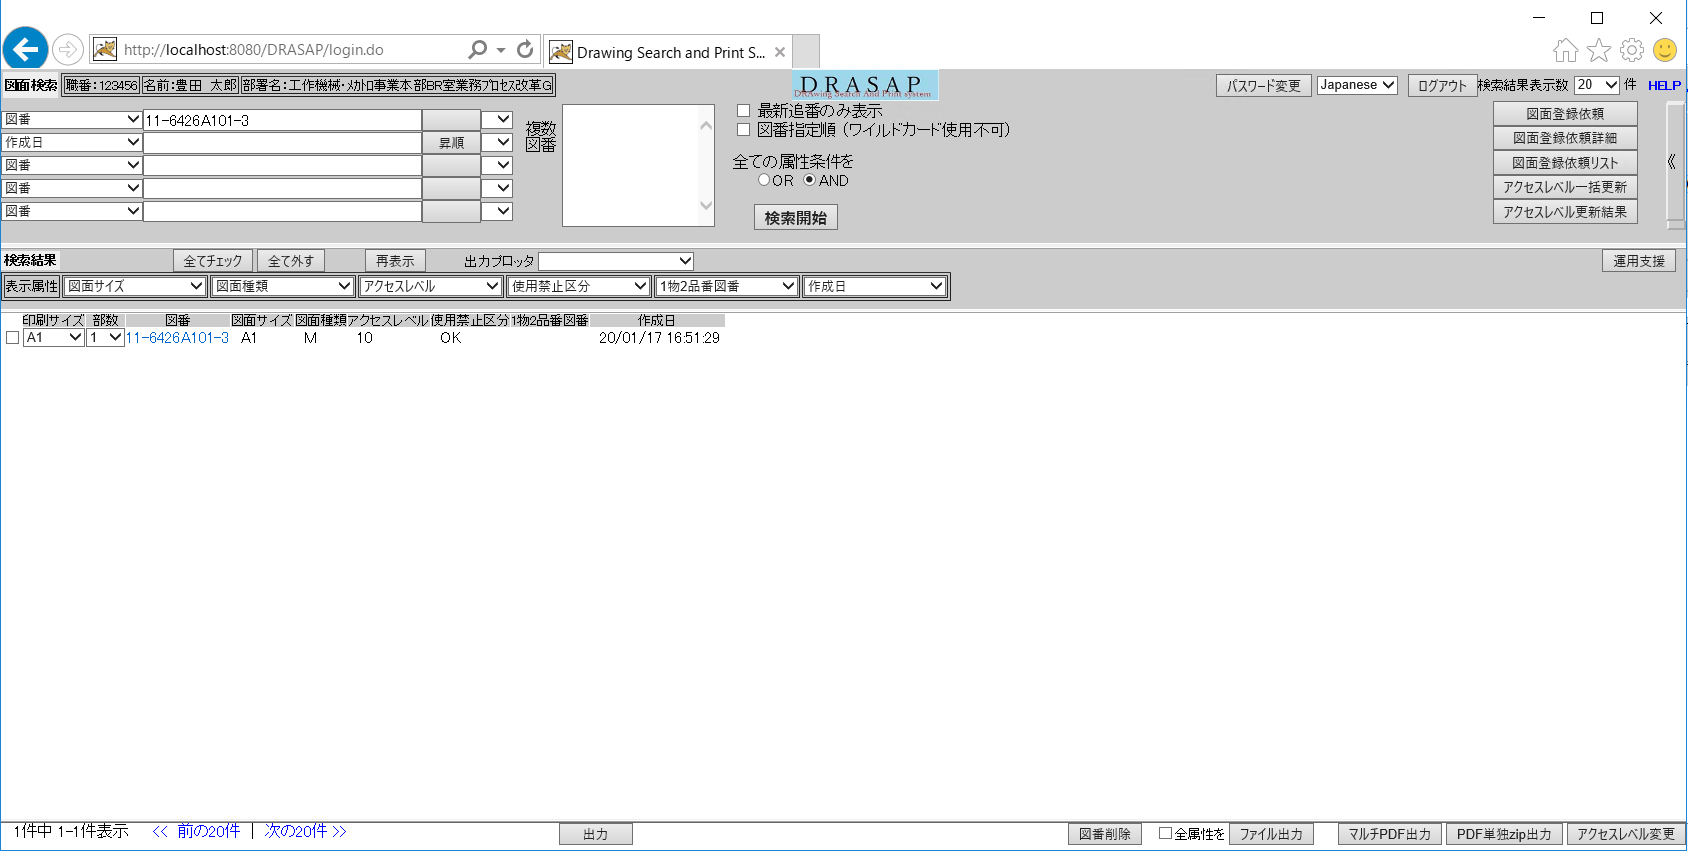 http://localhost:8080/DRASAP/login.do
Drawing Search and Print S...
図面検索 職番:123456 名前:豊田 太郎 部署名:工作機械・ﾒｶﾄﾛ事業本部BR室業務ﾌﾟﾛｾｽ改革G
DRASAP
DRAwing Search And Print system
パスワード変更 Japanese ログアウト 検索結果表示数 20 件 HELP
図番 11-6426A101-3
作成日 昇順
図番
図番
図番
複数
図番
最新追番のみ表示
図番指定順（ワイルドカード使用不可）
全ての属性条件を
OR AND
検索開始
図面登録依頼
図面登録依頼詳細
図面登録依頼リスト
アクセスレベル一括更新
アクセスレベル更新結果
《
検索結果 全てチェック 全て外す 再表示 出力プロッタ 運用支援
表示属性 図面サイズ 図面種類 アクセスレベル 使用禁止区分 1物2品番図番 作成日
印刷サイズ 部数 図番 図面サイズ 図面種類 アクセスレベル 使用禁止区分 1物2品番図番 作成日
A1 1 11-6426A101-3 A1 M 10 OK 20/01/17 16:51:29
1件中 1-1件表示 << 前の20件 | 次の20件 >> 出力 図番削除 全属性を ファイル出力 マルチPDF出力 PDF単独zip出力 アクセスレベル変更